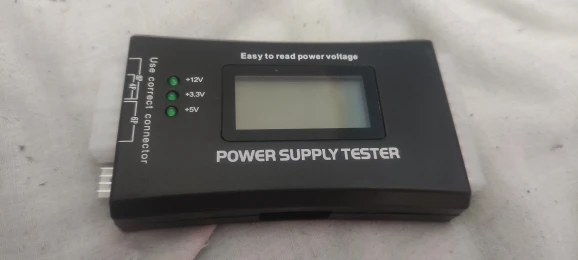 Easy to read power voltage
Use correct connector
+12V
+3.3V
+5V
POWER SUPPLY TESTER